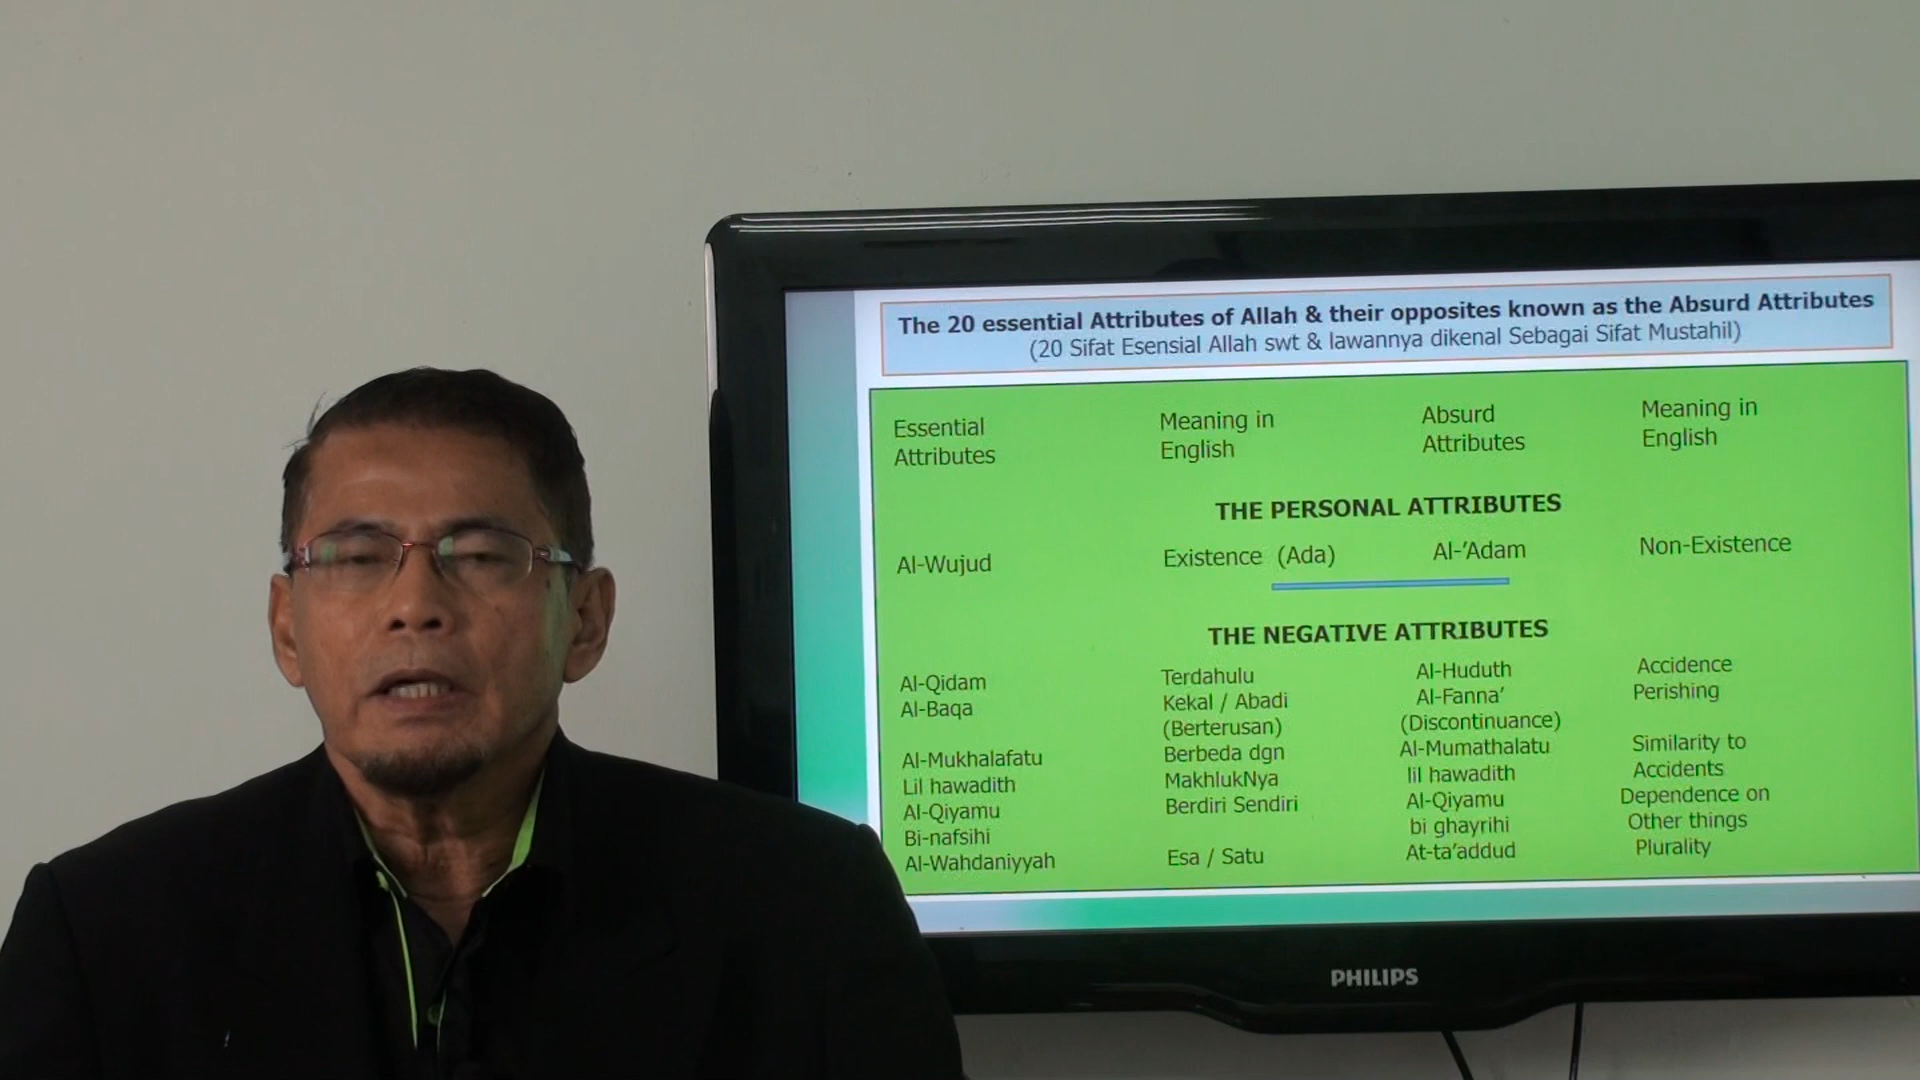 The 20 essential Attributes of Allah & their opposites known as the Absurd Attributes
(20 Sifat Esensial Allah swt & lawannya dikenal Sebagai Sifat Mustahil)
Essential Meaning in Absurd Meaning in
Attributes English Attributes English
THE PERSONAL ATTRIBUTES
Al-Wujud Existence (Ada) Al-’Adam Non-Existence
THE NEGATIVE ATTRIBUTES
Al-Qidam Terdahulu Al-Huduth Accidence
Al-Baqa Kekal / Abadi Al-Fanna’ Perishing
(Berterusan) (Discontinuance)
Al-Mukhalafatu Berbeda dgn Al-Mumathalatu Similarity to
Lil hawadith MakhlukNya lil hawadith Accidents
Al-Qiyamu Berdiri Sendiri Al-Qiyamu Dependence on
Bi-nafsihi bi ghayrihi Other things
Al-Wahdaniyyah Esa / Satu At-ta’addud Plurality
PHILIPS